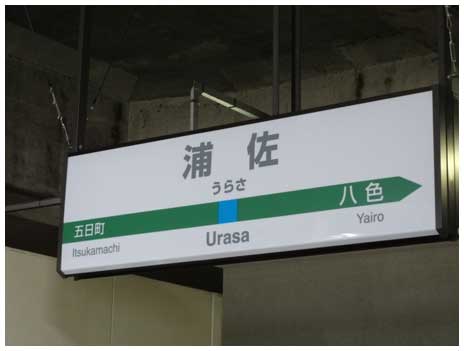 浦佐
うらさ
五日町
八色
Itsukamachi
Urasa
Yairo